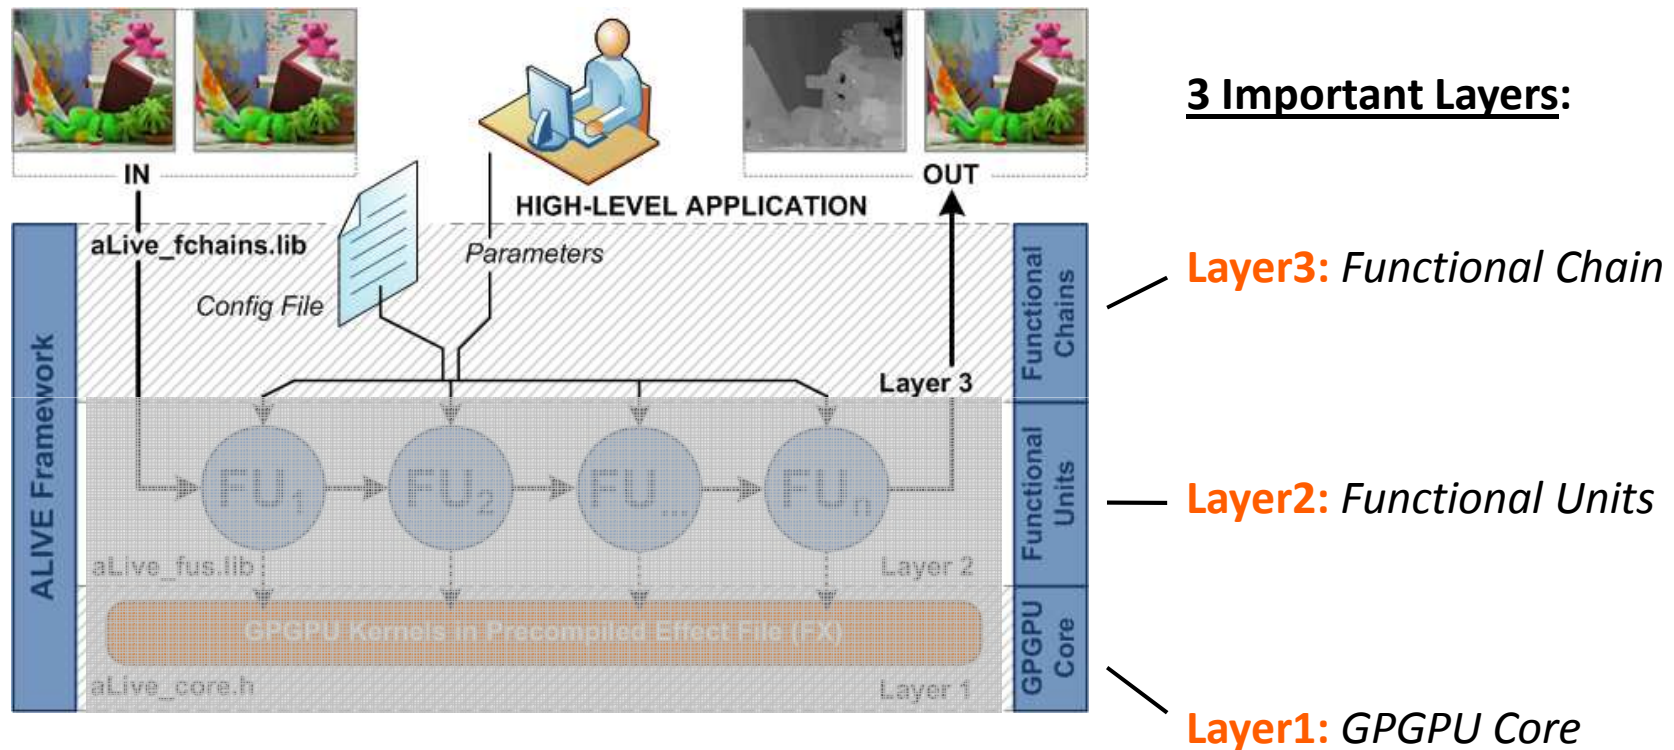 3 Important Layers:
IN
OUT
HIGH-LEVEL APPLICATION
aLive_fchains.lib
Parameters
Config File
Layer 3
Functional Chains
Layer3: Functional Chain
ALIVE Framework
FU1
FU2
FU...
FUn
aLive_fus.lib
Layer 2
Functional Units
Layer2: Functional Units
GPGPU Kernels in Precompiled Effect File (FX)
aLive_core.h
Layer 1
GPGPU Core
Layer1: GPGPU Core